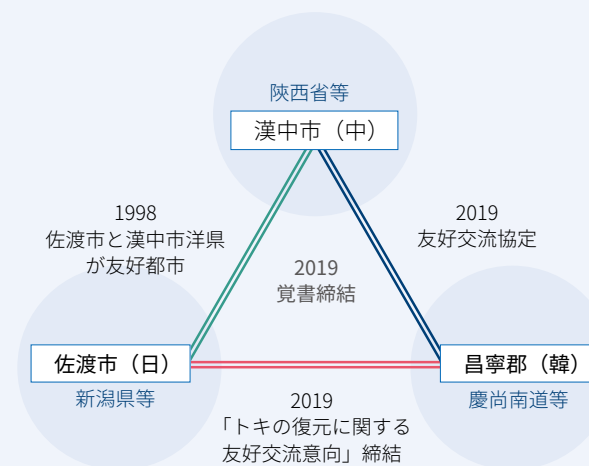 陝西省等
漢中市（中）
1998
佐渡市と漢中市洋県
が友好都市
2019
友好交流協定
2019
覚書締結
佐渡市（日）
新潟県等
昌寧郡（韓）
慶尚南道等
2019
「トキの復元に関する
友好交流意向」締結